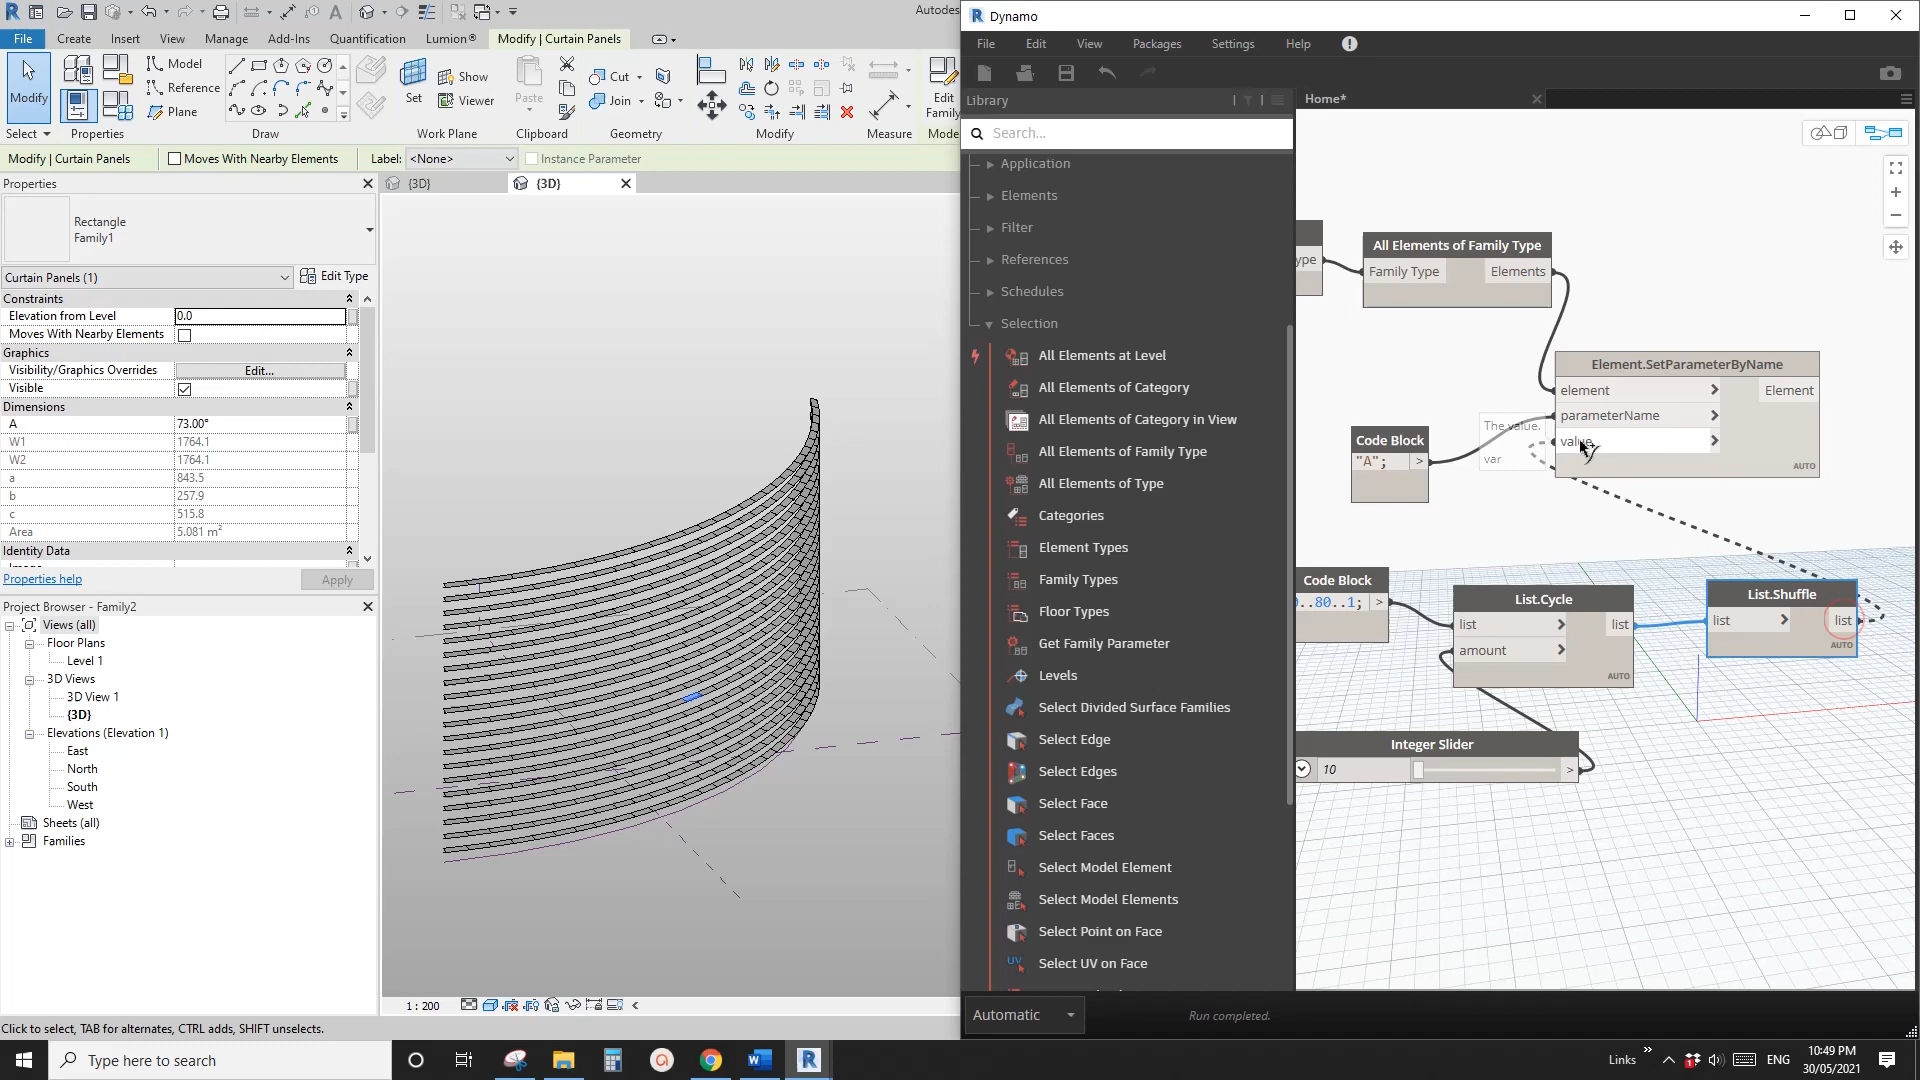 Autodes
File
Create
Insert
View
Manage
Add-Ins
Quantification
Lumion®
Modify | Curtain Panels
Modify
Model
Reference
Plane
Set
Show
Viewer
Paste
Cut
Join
Edit
Family
Select
Properties
Draw
Work Plane
Clipboard
Geometry
Modify
Measure
Mode
Modify | Curtain Panels
Moves With Nearby Elements
Label:
<None>
Instance Parameter
Properties
{3D}
{3D}
Rectangle
Family1
Curtain Panels (1)
Edit Type
Constraints
Elevation from Level
0.0
Moves With Nearby Elements
Graphics
Visibility/Graphics Overrides
Edit...
Visible
Dimensions
A
73.00°
W1
1764.1
W2
1764.1
a
843.5
b
257.9
c
515.8
Area
5.081 m²
Identity Data
Properties help
Apply
Project Browser - Family2
Views (all)
Floor Plans
Level 1
3D Views
3D View 1
{3D}
Elevations (Elevation 1)
East
North
South
West
Sheets (all)
Families
1 : 200
Click to select, TAB for alternates, CTRL adds, SHIFT unselects.
Dynamo
File
Edit
View
Packages
Settings
Help
Library
Home*
Search...
Application
Elements
Filter
References
Schedules
Selection
All Elements at Level
All Elements of Category
All Elements of Category in View
All Elements of Family Type
All Elements of Type
Categories
Element Types
Family Types
Floor Types
Get Family Parameter
Levels
Select Divided Surface Families
Select Edge
Select Edges
Select Face
Select Faces
Select Model Element
Select Model Elements
Select Point on Face
Select UV on Face
Automatic
Run completed.
ype
All Elements of Family Type
Family Type
Elements
Element.SetParameterByName
element
Element
parameterName
value
AUTO
The value.
var
Code Block
"A";
>
Code Block
..80..1;
>
List.Cycle
list
list
amount
AUTO
List.Shuffle
list
list
AUTO
Integer Slider
10
>
Type here to search
Links
ENG
10:49 PM
30/05/2021